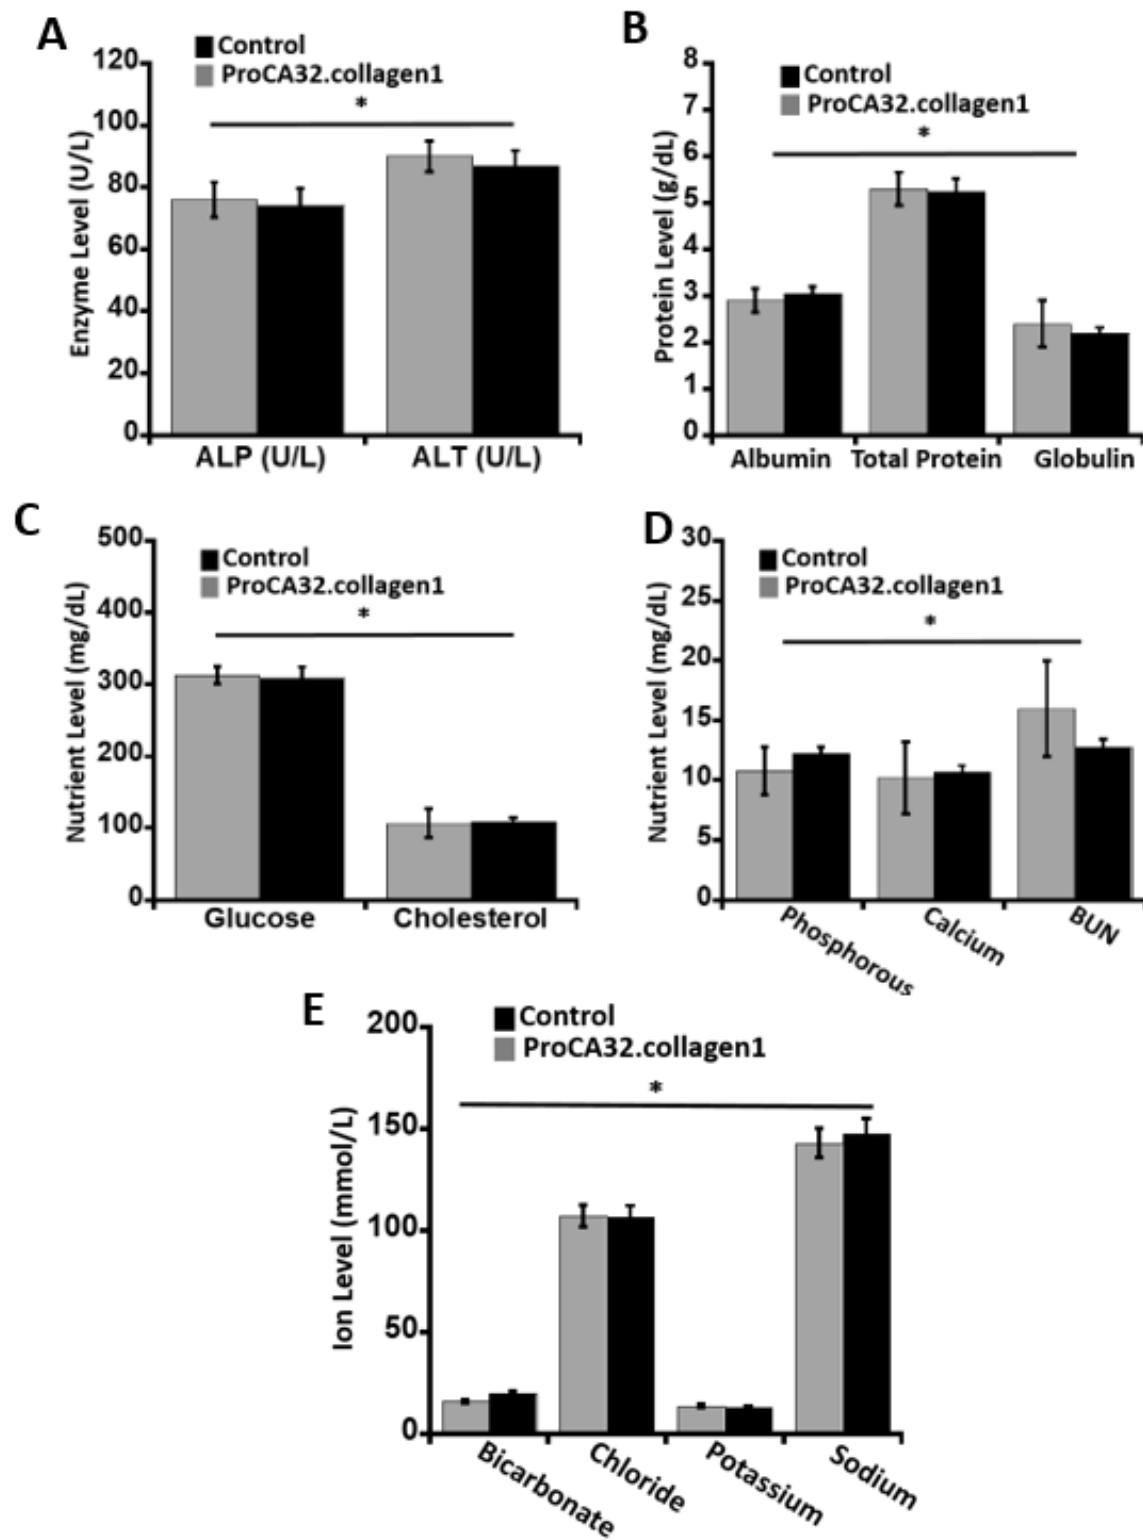 A
Control
ProCA32.collagen1
*
120
100
80
60
40
20
0
Enzyme Level (U/L)
ALP (U/L) ALT (U/L)
B
Control
ProCA32.collagen1
*
8
7
6
5
4
3
2
1
0
Protein Level (g/dL)
Albumin Total Protein Globulin
C
Control
ProCA32.collagen1
*
500
400
300
200
100
0
Nutrient Level (mg/dL)
Glucose Cholesterol
D
Control
ProCA32.collagen1
*
30
25
20
15
10
5
0
Nutrient Level (mg/dL)
Phosphorous Calcium BUN
E
Control
ProCA32.collagen1
*
200
150
100
50
0
Ion Level (mmol/L)
Bicarbonate Chloride Potassium Sodium